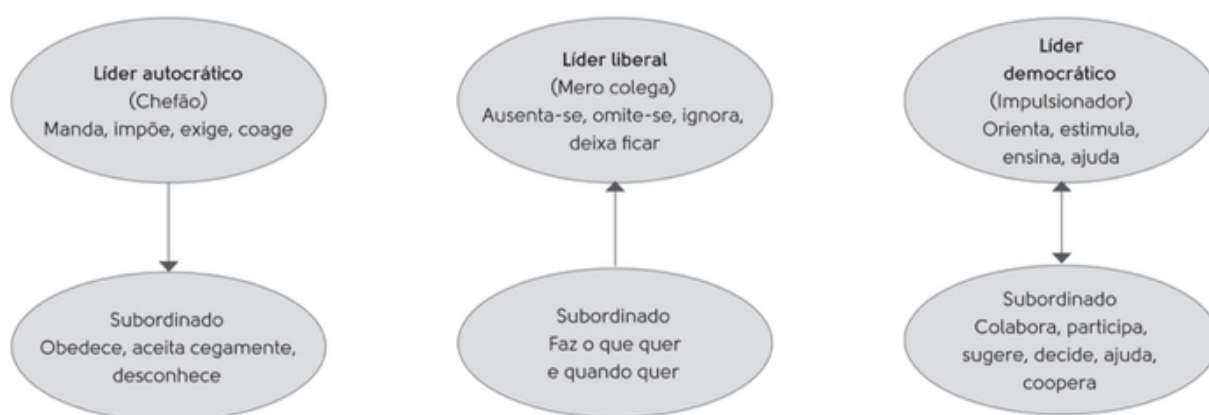 Líder autocrático
(Chefão)
Manda, impõe, exige, coage
Subordinado
Obedece, aceita cegamente,
desconhece
Líder liberal
(Mero colega)
Ausenta-se, omite-se, ignora,
deixa ficar
Subordinado
Faz o que quer
e quando quer
Líder
democrático
(Impulsionador)
Orienta, estimula,
ensina, ajuda
Subordinado
Colabora, participa,
sugere, decide, ajuda,
coopera